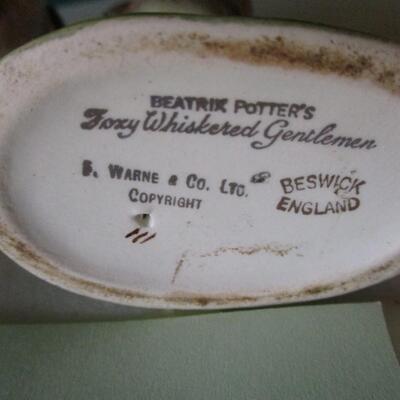 BEATRIX POTTER'S
Foxy Whiskered Gentlemen
F. WARNE & CO. LTD.
COPYRIGHT
BESWICK
ENGLAND